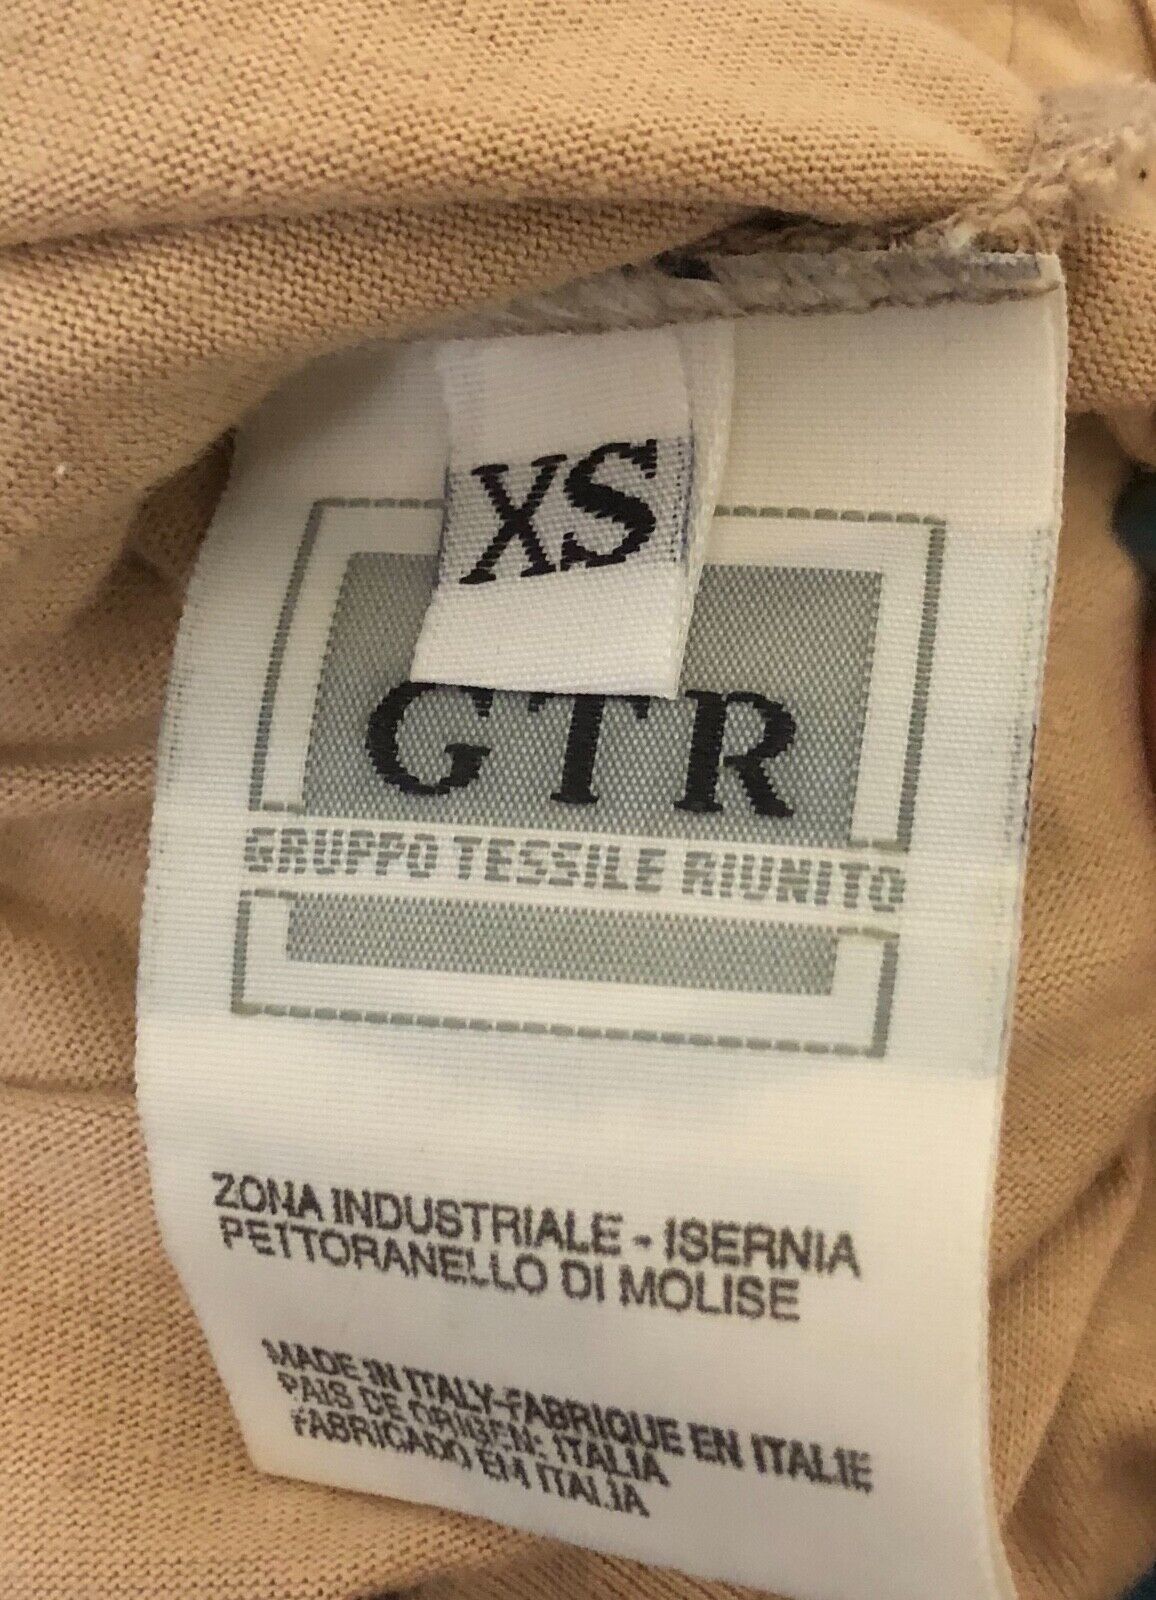 XS
GTR
GRUPPO TESSILE RIUNITO
ZONA INDUSTRIALE - ISERNIA
PETTORANELLO DI MOLISE
MADE IN ITALY-FABRIQUE EN ITALIE
PAIS DE ORIGEN: ITALIA
FABRICADO EM ITALIA